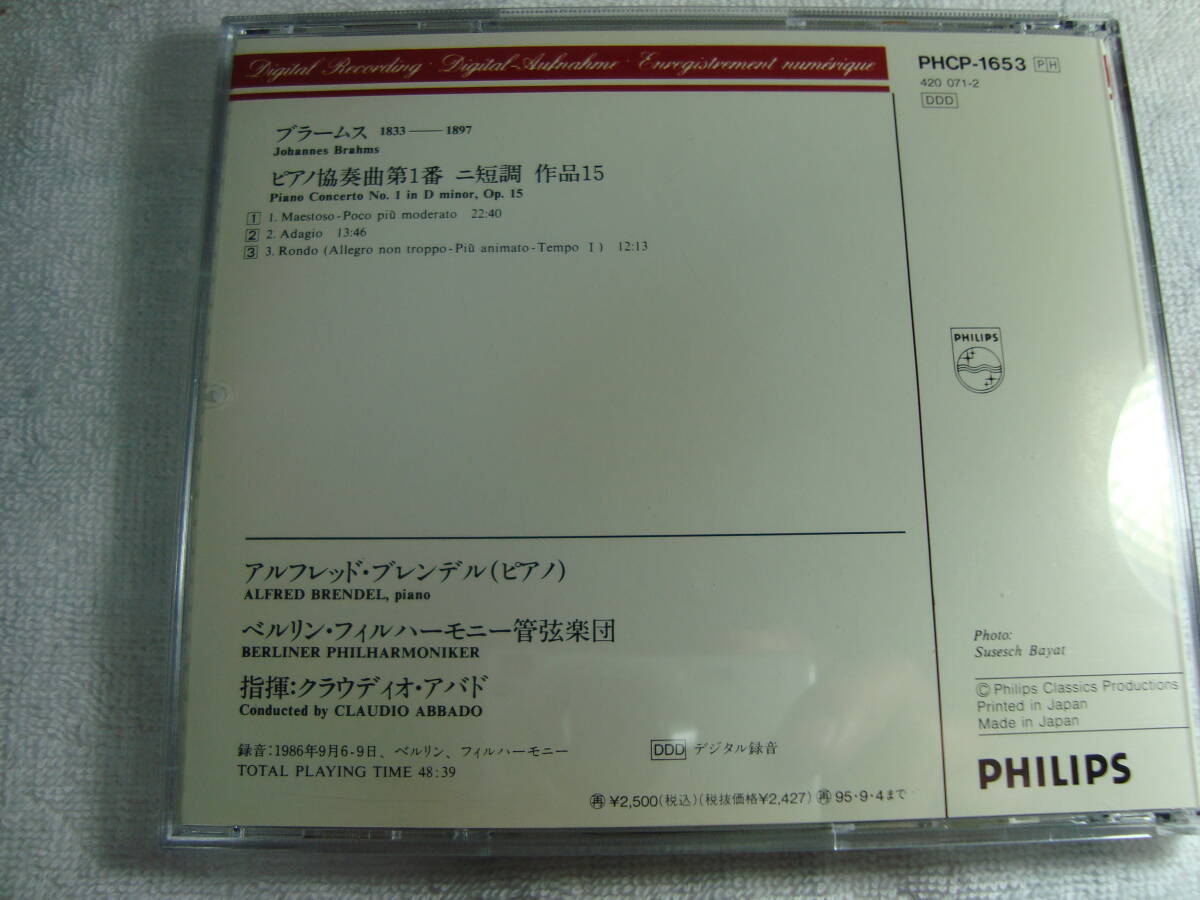 Digital Recording · Digital-Aufnahme · Enregistrement numérique
PHCP-1653 PH
420 071-2
DDD
ブラームス 1833——1897
Johannes Brahms
ピアノ協奏曲第1番 ニ短調 作品15
Piano Concerto No. 1 in D minor, Op. 15
1 1. Maestoso-Poco più moderato 22:40
2 2. Adagio 13:46
3 3. Rondo (Allegro non troppo-Più animato-Tempo I) 12:13
PHILIPS
アルフレッド・ブレンデル(ピアノ)
ALFRED BRENDEL, piano
ベルリン・フィルハーモニー管弦楽団
BERLINER PHILHARMONIKER
指揮:クラウディオ・アバド
Conducted by CLAUDIO ABBADO
録音:1986年9月6-9日、ベルリン、フィルハーモニー
DDD デジタル録音
TOTAL PLAYING TIME 48:39
再 ¥2,500(税込)(税抜価格¥2,427) 再 95・9・4まで
Photo:
Susesch Bayat
© Philips Classics Productions
Printed in Japan
Made in Japan
PHILIPS